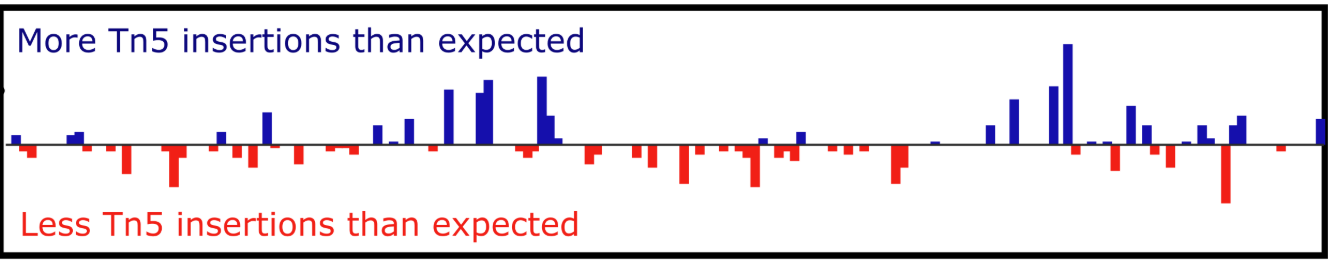 More Tn5 insertions than expected
Less Tn5 insertions than expected